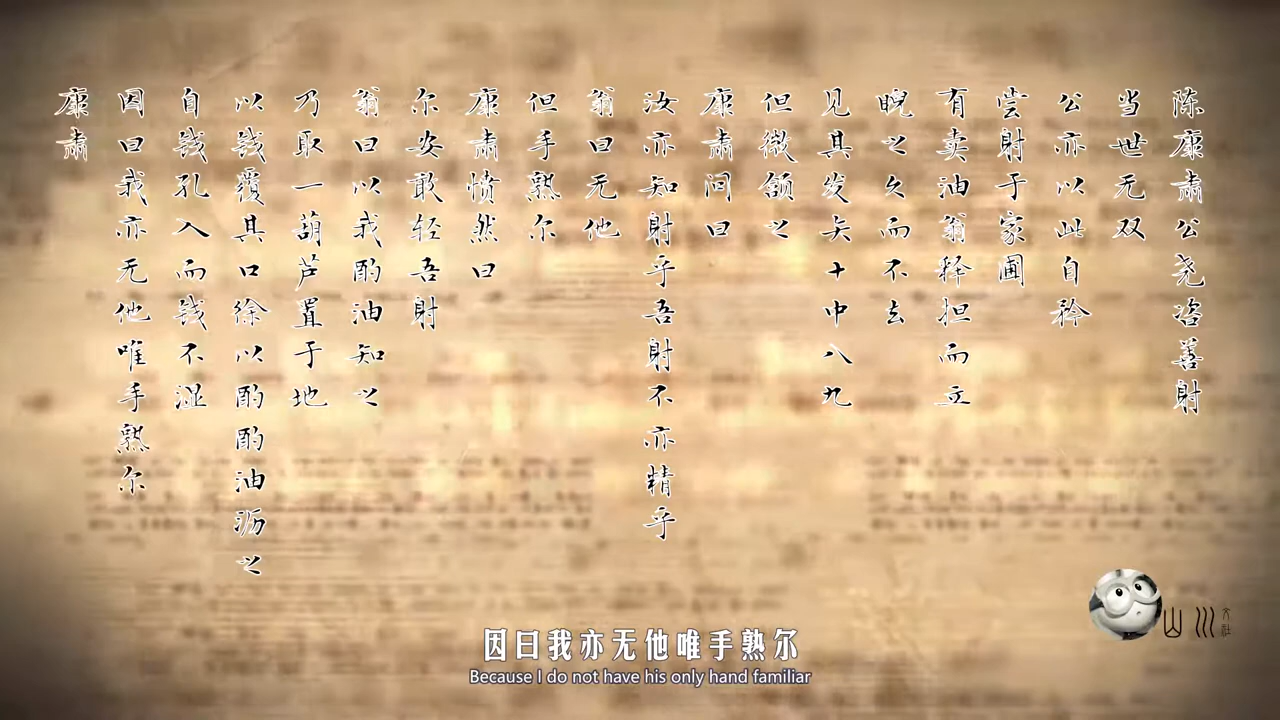 陈康肃公尧咨善射
当世无双
公亦以此自矜
尝射于家圃
有卖油翁释担而立
睨之久而不去
见其发矢十中八九
但微颔之
康肃问曰
汝亦知射乎吾射不亦精乎
翁曰无他
但手熟尔
康肃愤然曰
尔安敢轻吾射
翁曰以我酌油知之
乃取一葫芦置于地
以钱覆其口徐以酌酌油沥之
自钱孔入而钱不湿
因曰我亦无他唯手熟尔
康肃
山川
文社
因曰我亦无他唯手熟尔
Because I do not have his only hand familiar